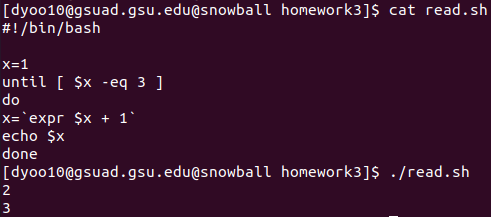 [dyoo10@gsuad.gsu.edu@snowball homework3]$ cat read.sh
#!/bin/bash

x=1
until [ $x -eq 3 ]
do
x=`expr $x + 1`
echo $x
done
[dyoo10@gsuad.gsu.edu@snowball homework3]$ ./read.sh
2
3